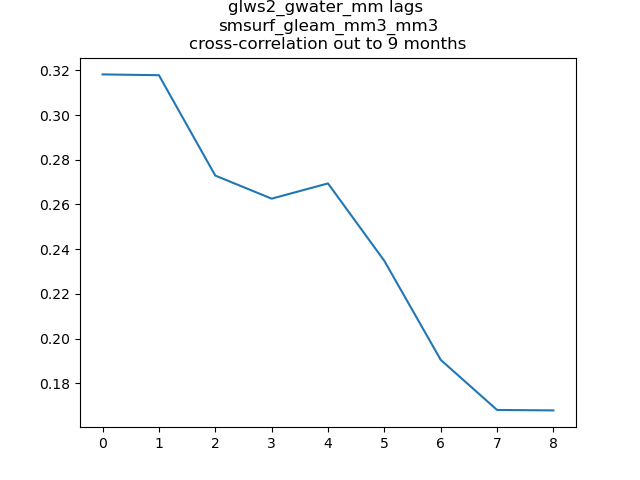 glws2_gwater_mm lags
smsurf_gleam_mm3_mm3
cross-correlation out to 9 months
0.32
0.30
0.28
0.26
0.24
0.22
0.20
0.18
0 1 2 3 4 5 6 7 8